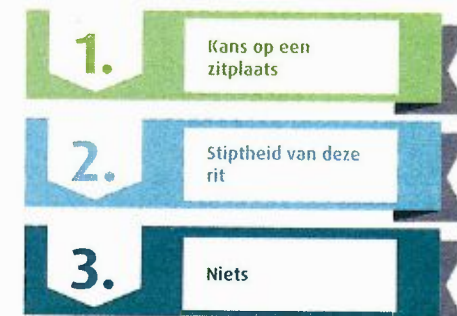 1.
Kans op een
zitplaats
2.
Stiptheid van deze
rit
3.
Niets